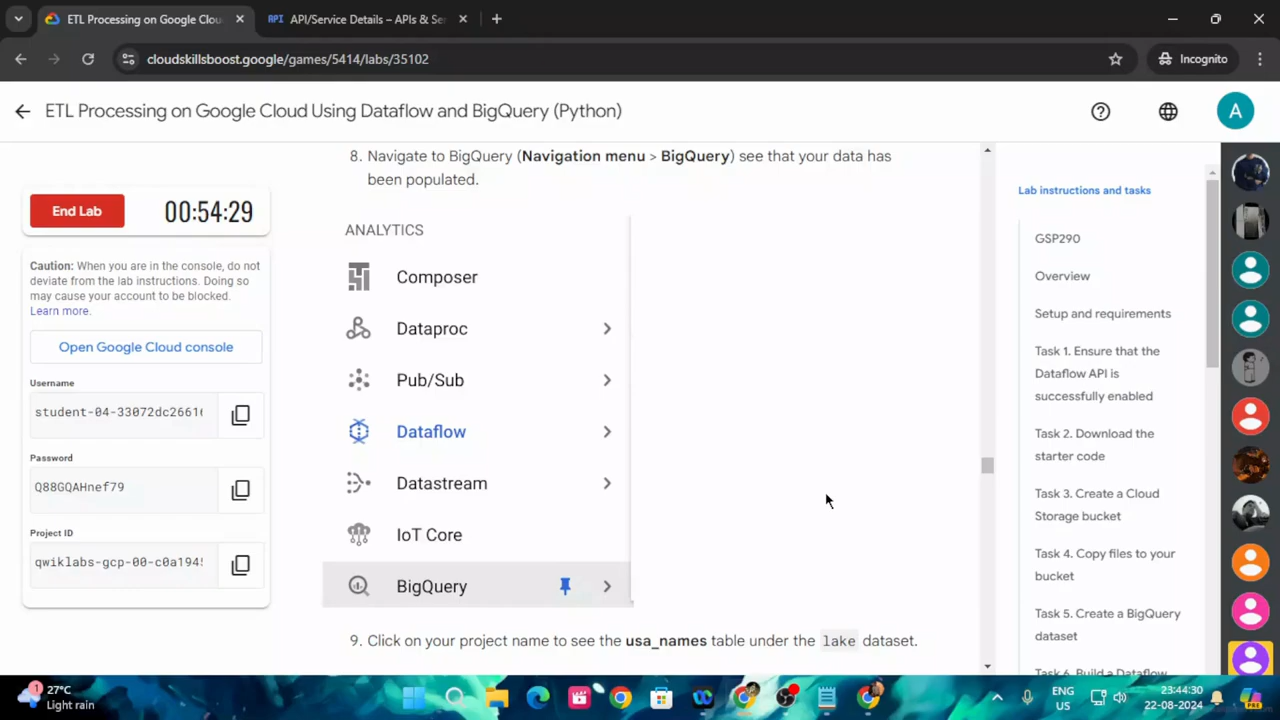 ETL Processing on Google Clou
API API/Service Details – APIs & Se
cloudskillsboost.google/games/5414/labs/35102
Incognito
ETL Processing on Google Cloud Using Dataflow and BigQuery (Python)
A
End Lab
00:54:29
Caution: When you are in the console, do not
deviate from the lab instructions. Doing so
may cause your account to be blocked.
Learn more.
Open Google Cloud console
Username
student-04-33072dc2661
Password
Q88GQAHnef79
Project ID
qwiklabs-gcp-00-c0a1945
8. Navigate to BigQuery (Navigation menu > BigQuery) see that your data has
been populated.
ANALYTICS
Composer
Dataproc
Pub/Sub
Dataflow
Datastream
IoT Core
BigQuery
9. Click on your project name to see the usa_names table under the lake dataset.
Lab instructions and tasks
GSP290
Overview
Setup and requirements
Task 1. Ensure that the
Dataflow API is
successfully enabled
Task 2. Download the
starter code
Task 3. Create a Cloud
Storage bucket
Task 4. Copy files to your
bucket
Task 5. Create a BigQuery
dataset
Task 6. Build a Dataflow
1
27°C
Light rain
ENG
US
23:44:30
22-08-2024
PRE